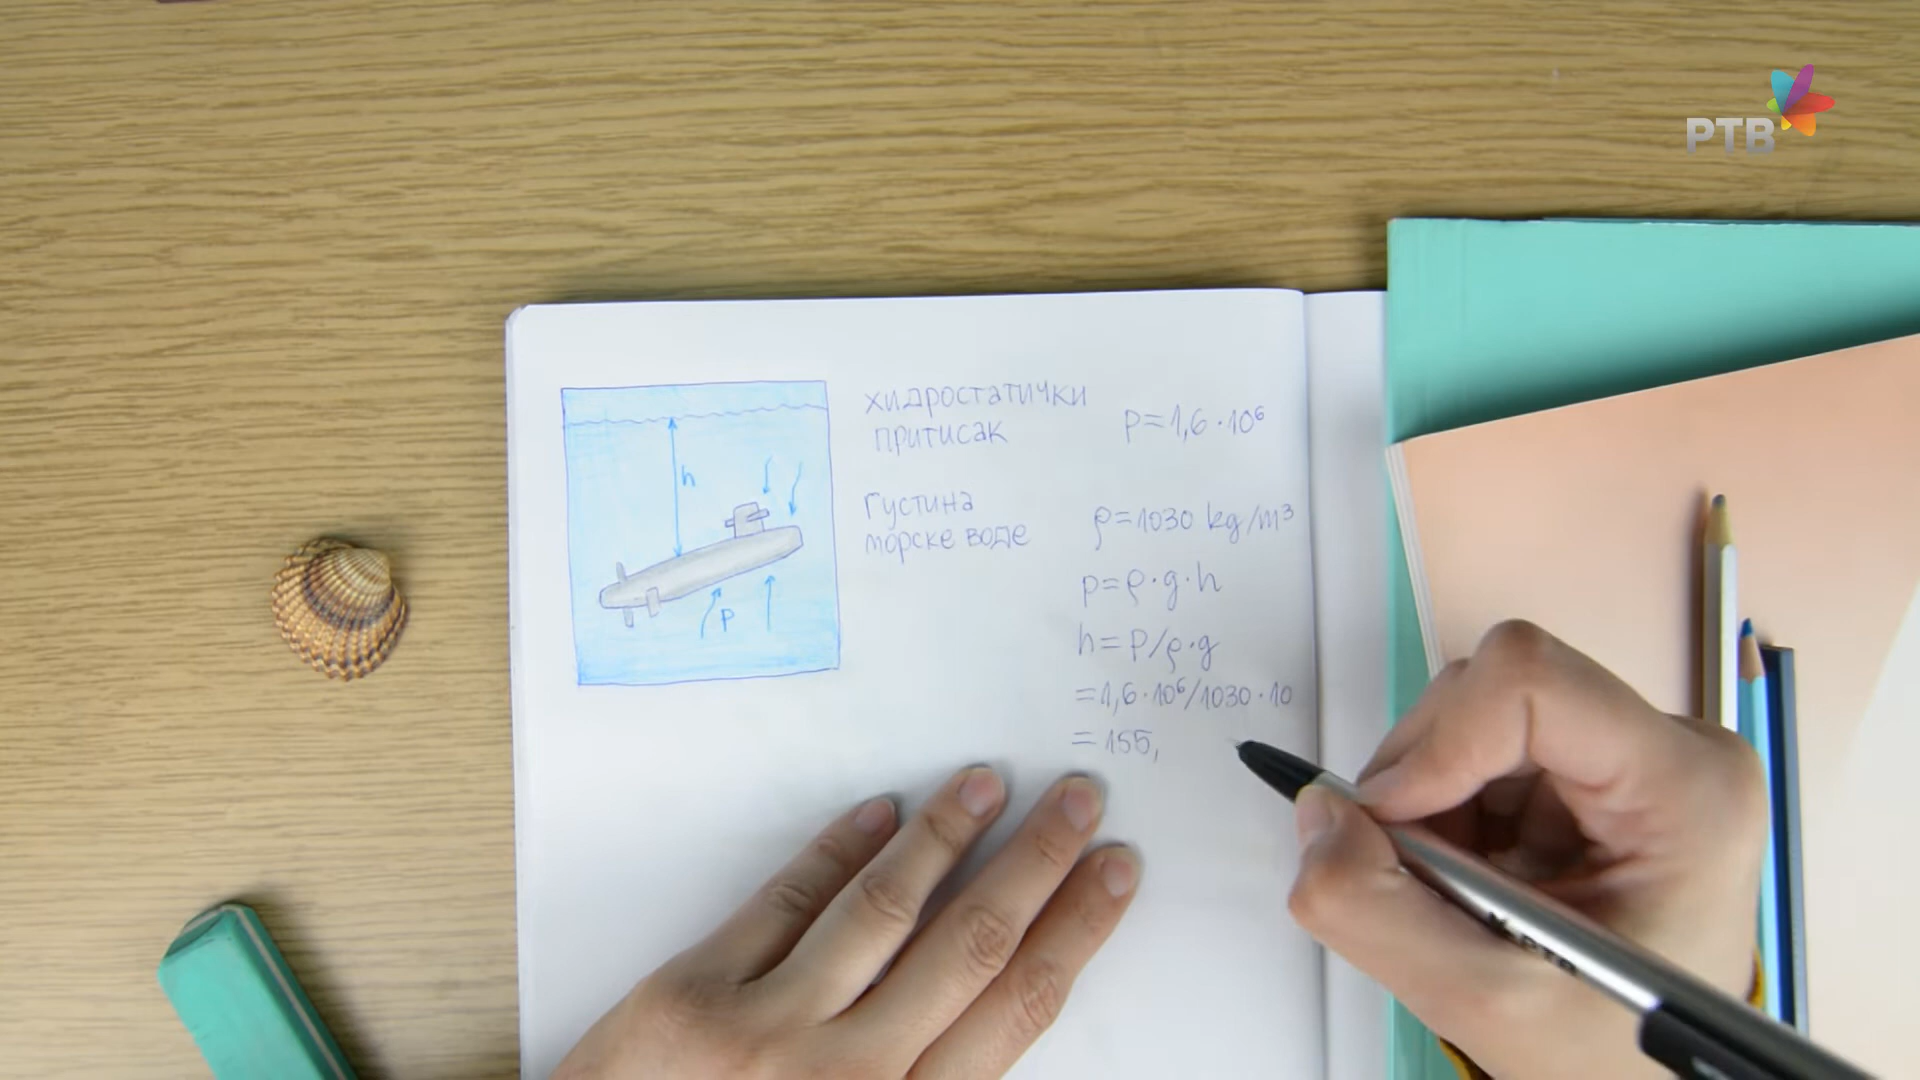 РТВ
хидростатички
притисак
p=1,6·10⁶
густина
морске воде
ρ=1030 kg/m³
p=ρ·g·h
h=p/ρ·g
=1,6·10⁶/1030·10
=155,
h
p